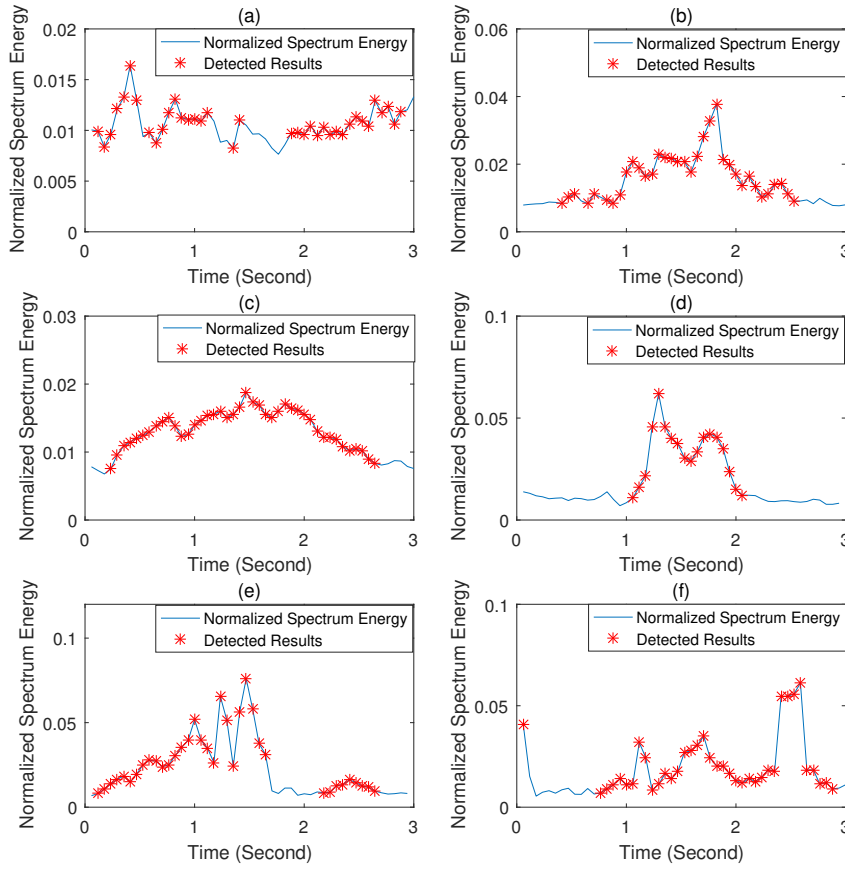 (a)
0.02
0.015
0.01
0.005
0
Normalized Spectrum Energy
Normalized Spectrum Energy
Detected Results
0
1
2
3
Time (Second)
(b)
0.06
0.04
0.02
0
Normalized Spectrum Energy
Normalized Spectrum Energy
Detected Results
0
1
2
3
Time (Second)
(c)
0.03
0.02
0.01
0
Normalized Spectrum Energy
Normalized Spectrum Energy
Detected Results
0
1
2
3
Time (Second)
(d)
0.1
0.05
0
Normalized Spectrum Energy
Normalized Spectrum Energy
Detected Results
0
1
2
3
Time (Second)
(e)
0.1
0.05
0
Normalized Spectrum Energy
Normalized Spectrum Energy
Detected Results
0
1
2
3
Time (Second)
(f)
0.1
0.05
0
Normalized Spectrum Energy
Normalized Spectrum Energy
Detected Results
0
1
2
3
Time (Second)